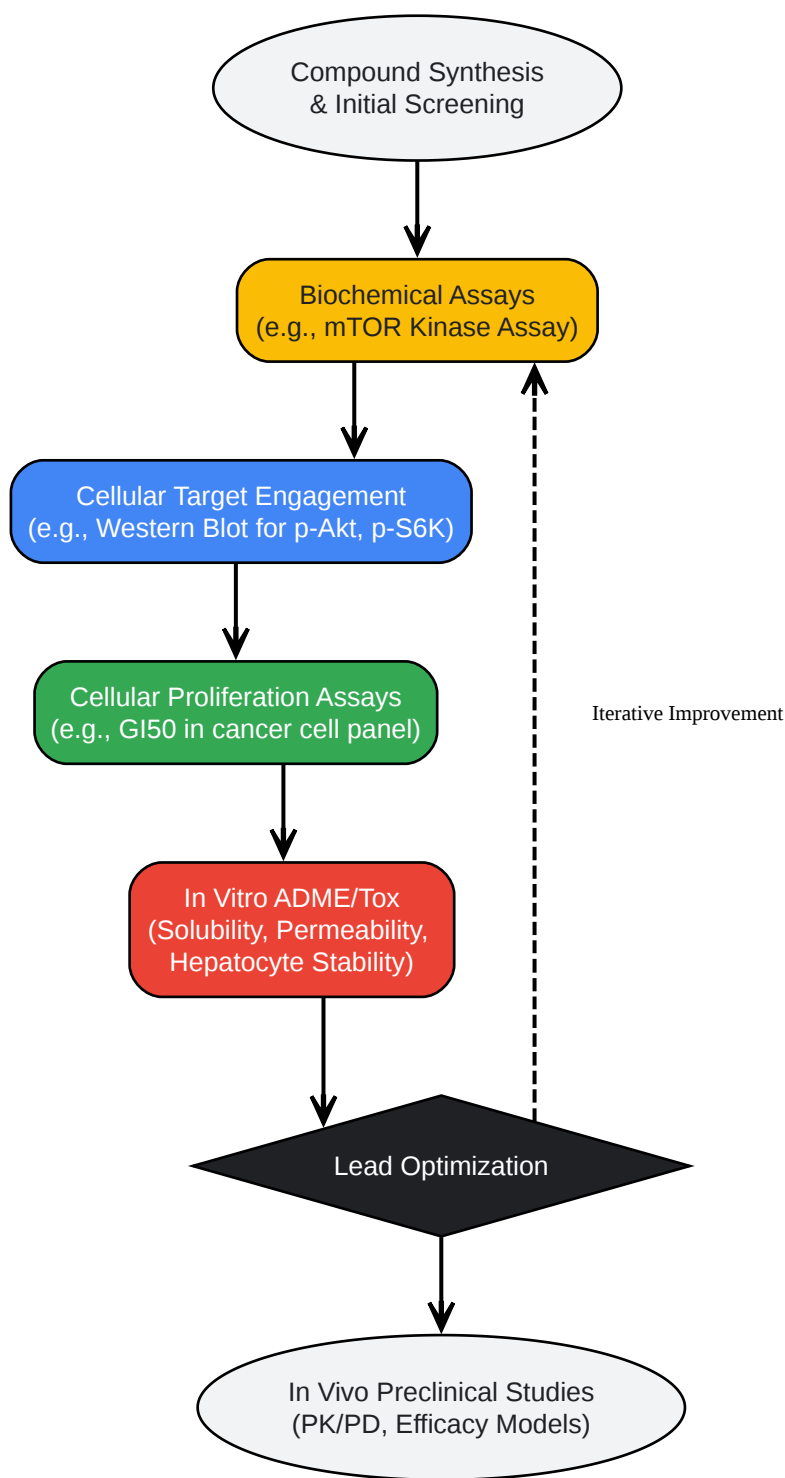 Compound Synthesis
& Initial Screening
Biochemical Assays
(e.g., mTOR Kinase Assay)
Cellular Target Engagement
(e.g., Western Blot for p-Akt, p-S6K)
Cellular Proliferation Assays
(e.g., GI50 in cancer cell panel)
Iterative Improvement
In Vitro ADME/Tox
(Solubility, Permeability,
Hepatocyte Stability)
Lead Optimization
In Vivo Preclinical Studies
(PK/PD, Efficacy Models)